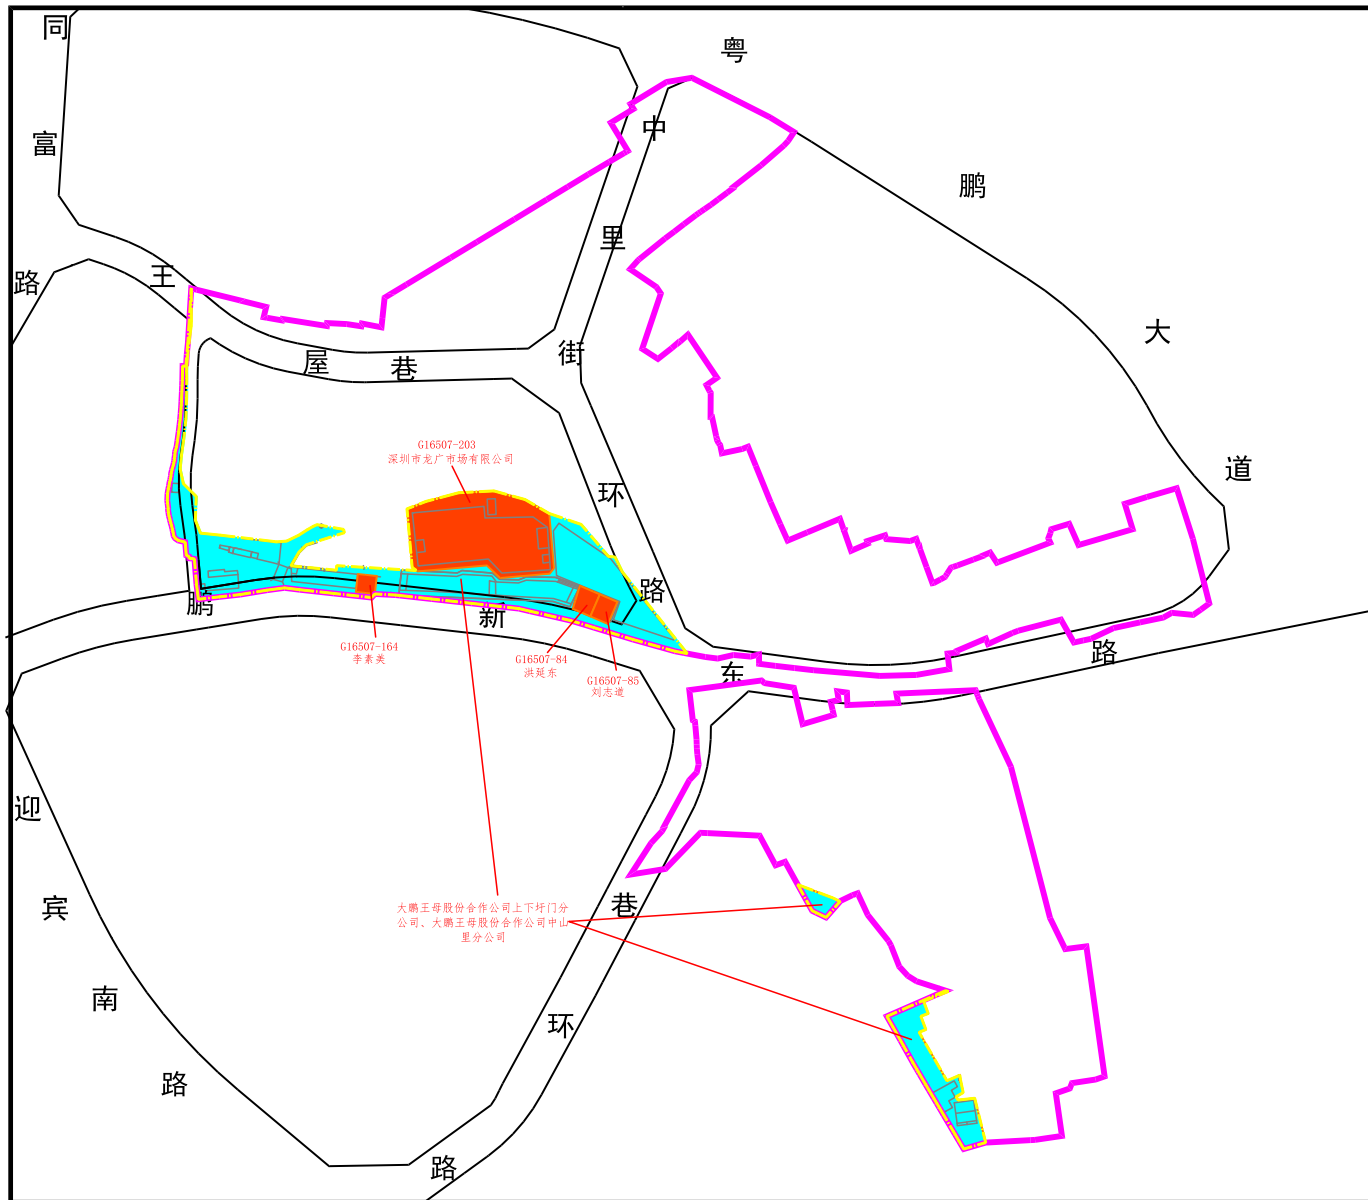 同
富
路
粤
鹏
大
道
中
里
街
王
屋
巷
环
路
G16507-203
深圳市龙广市场有限公司
鹏
新
东
路
G16507-164
李素美
G16507-84
洪延东
G16507-85
刘志道
大鹏王母股份合作公司上下圩门分
公司、大鹏王母股份合作公司中山
里分公司
迎
宾
南
路
巷
环
路